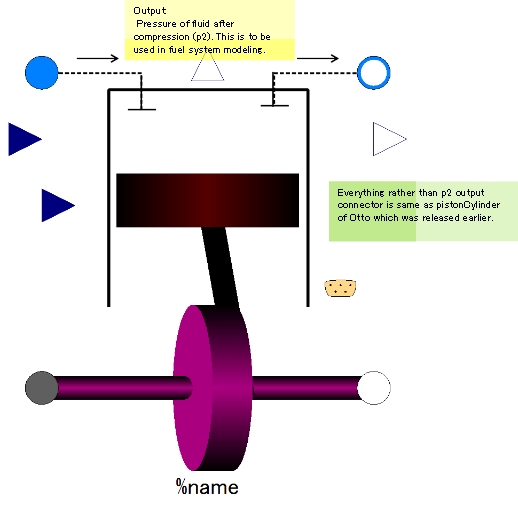 Output:
Pressure of fluid after
compression (p2). This is to be
used in fuel system modeling.
Everything rather than p2 output
connector is same as pistonCylinder
of Otto which was released earlier.
%name